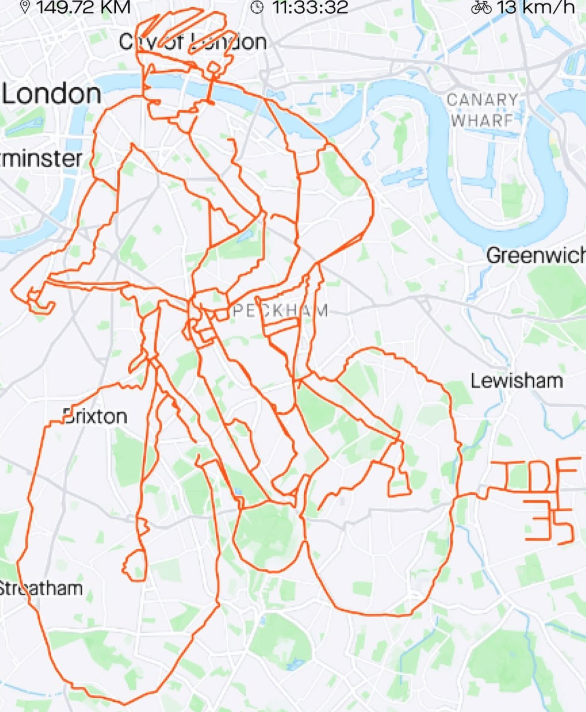 149.72 KM 11:33:32 13 km/h
City of London
London
CANARY
WHARF
minster
Greenwich
PECKHAM
Lewisham
Brixton
TDF
35
Streatham